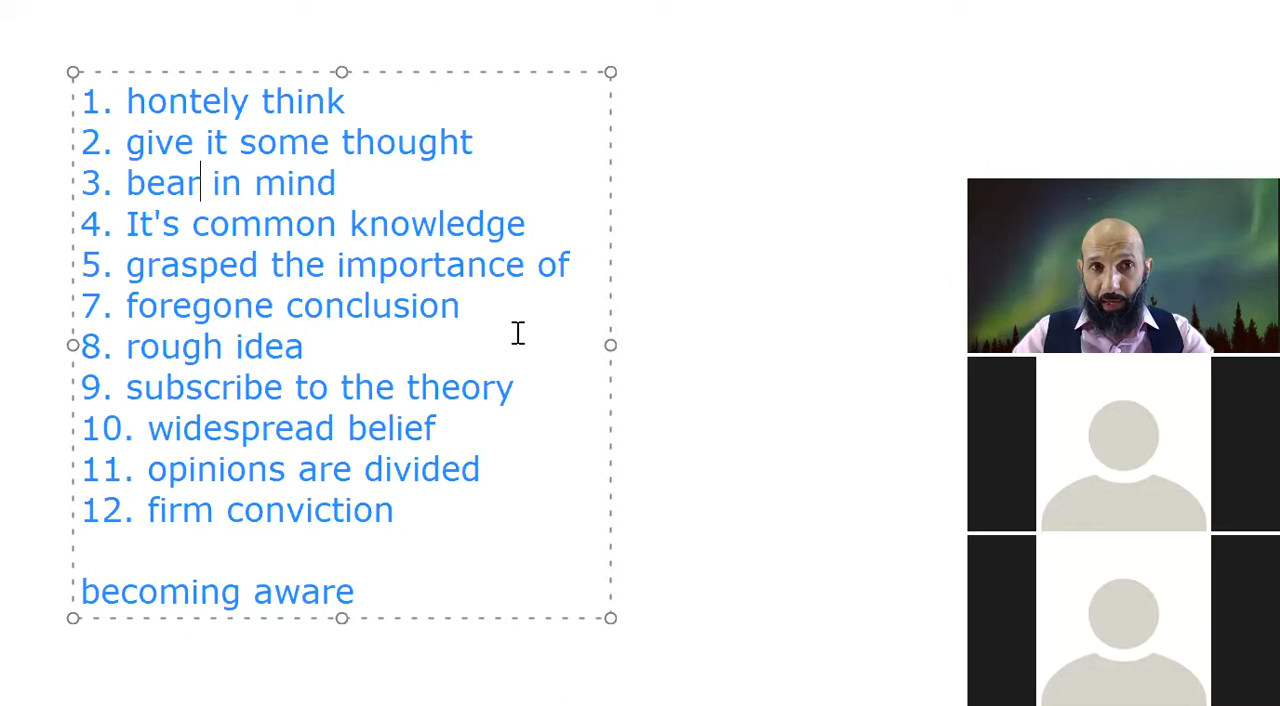 1. hontely think
2. give it some thought
3. bear in mind
4. It's common knowledge
5. grasped the importance of
7. foregone conclusion
8. rough idea
9. subscribe to the theory
10. widespread belief
11. opinions are divided
12. firm conviction
becoming aware